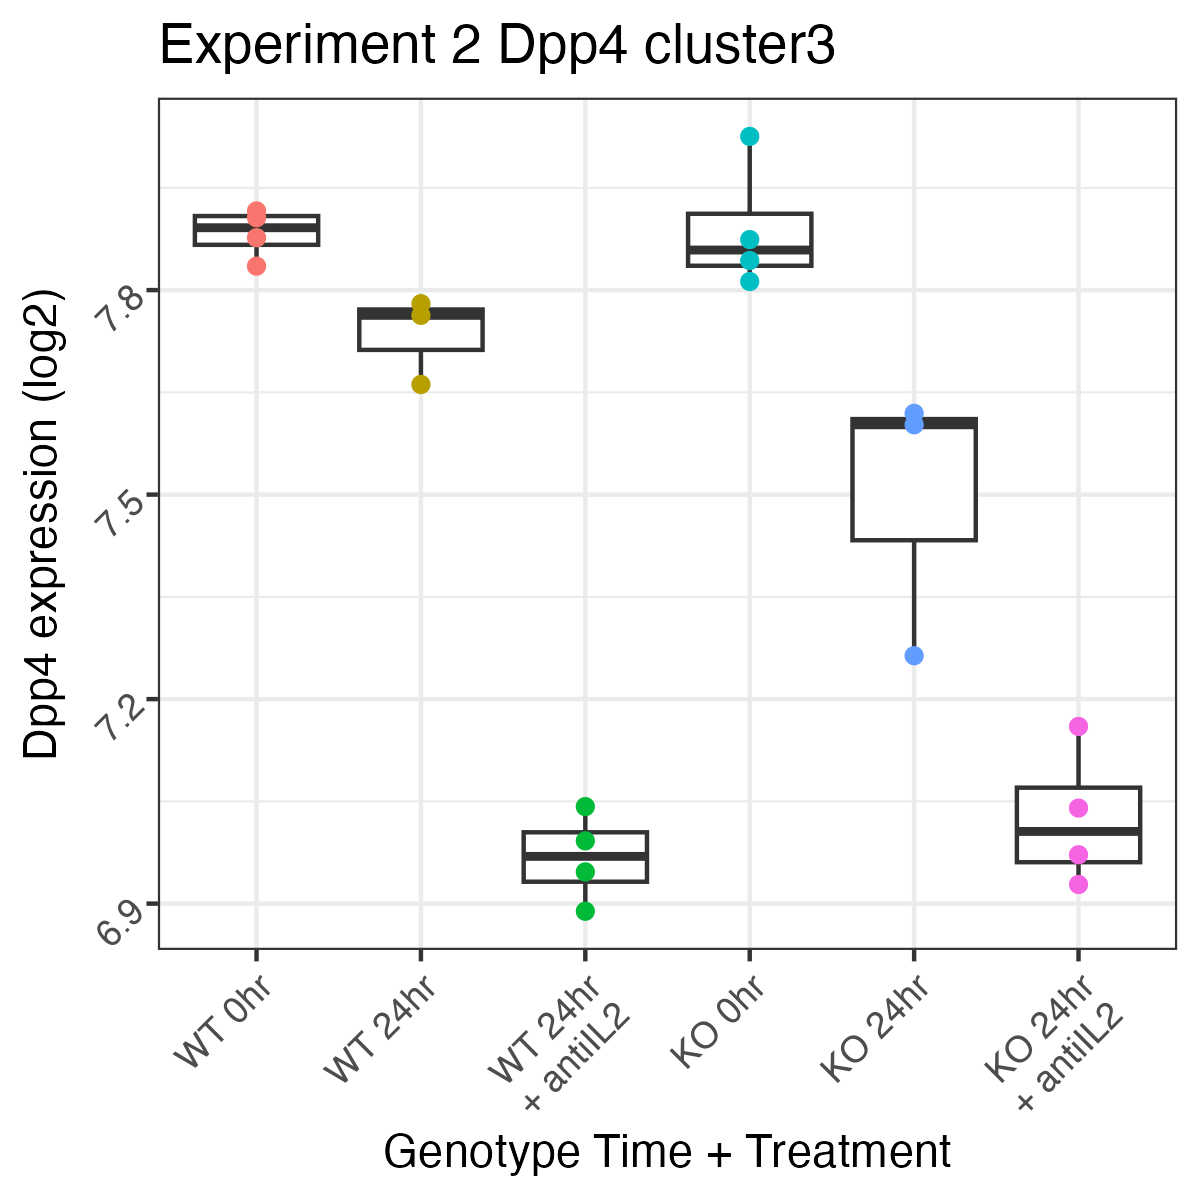 Experiment 2 Dpp4 cluster3
Dpp4 expression (log2)
7.8
7.5
7.2
6.9
WT 0hr
WT 24hr
WT 24hr
+ antiIL2
KO 0hr
KO 24hr
KO 24hr
+ antiIL2
Genotype Time + Treatment